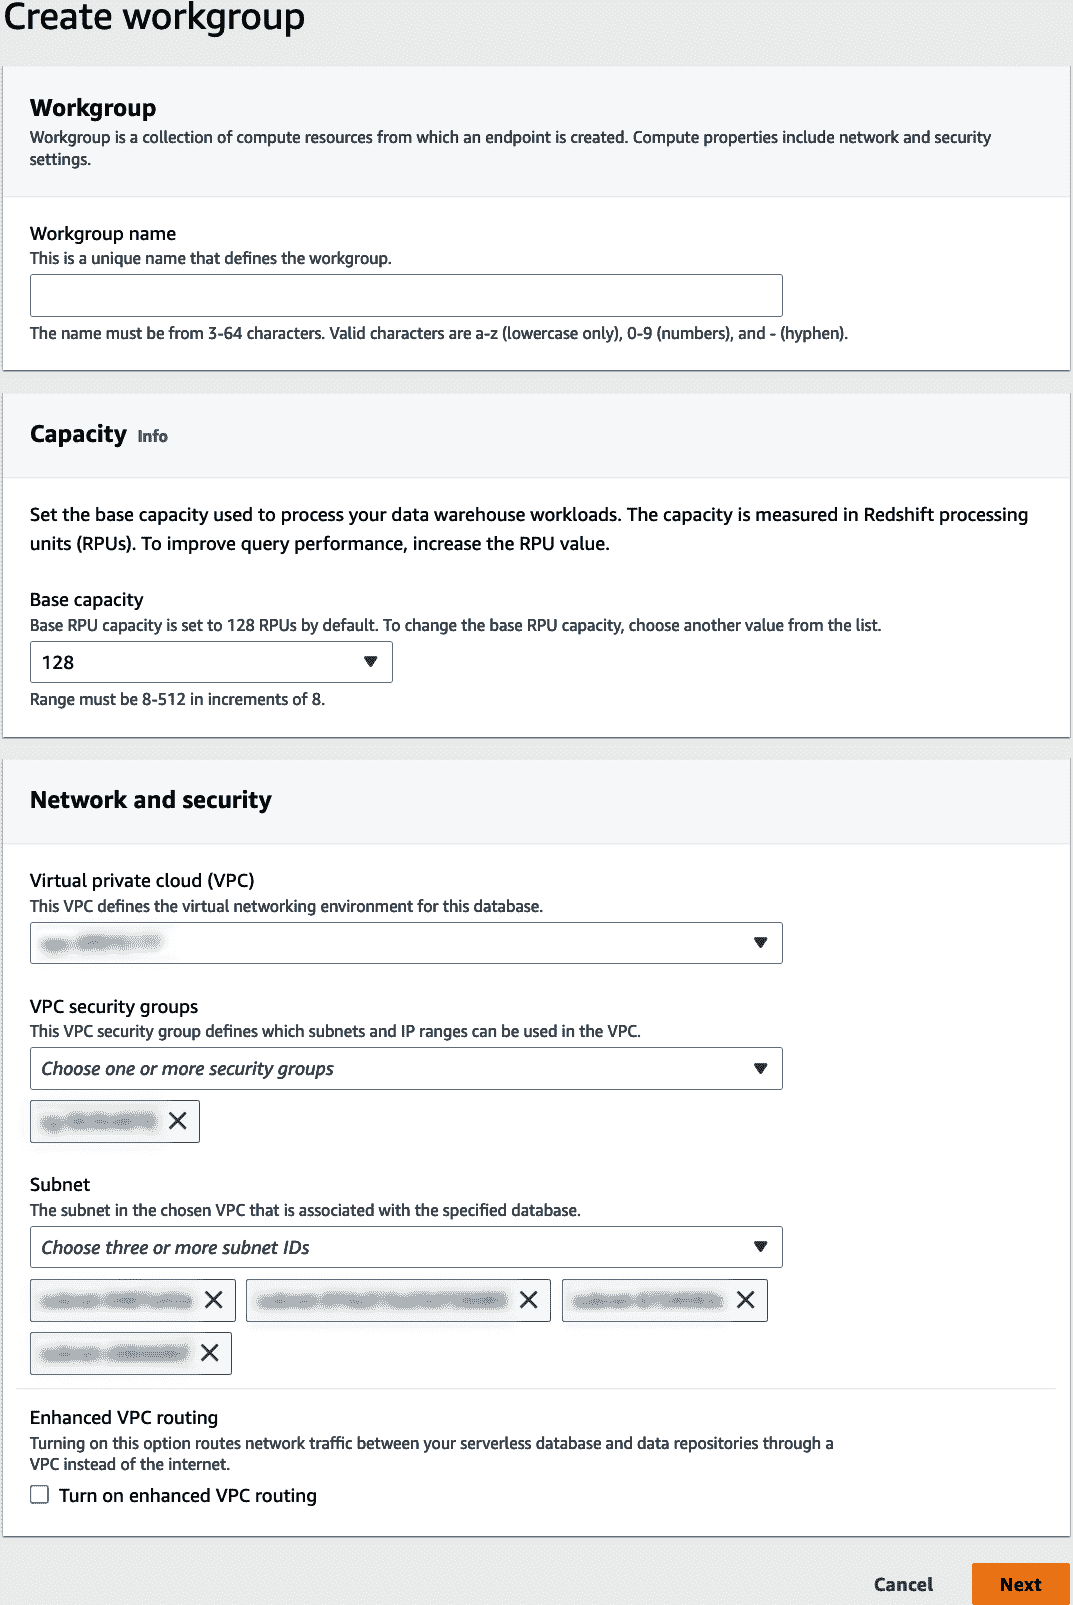 Create workgroup
Workgroup
Workgroup is a collection of compute resources from which an endpoint is created. Compute properties include network and security
settings.
Workgroup name
This is a unique name that defines the workgroup.
The name must be from 3-64 characters. Valid characters are a-z (lowercase only), 0-9 (numbers), and - (hyphen).
Capacity Info
Set the base capacity used to process your data warehouse workloads. The capacity is measured in Redshift processing
units (RPUs). To improve query performance, increase the RPU value.
Base capacity
Base RPU capacity is set to 128 RPUs by default. To change the base RPU capacity, choose another value from the list.
128
Range must be 8-512 in increments of 8.
Network and security
Virtual private cloud (VPC)
This VPC defines the virtual networking environment for this database.
VPC security groups
This VPC security group defines which subnets and IP ranges can be used in the VPC.
Choose one or more security groups
Subnet
The subnet in the chosen VPC that is associated with the specified database.
Choose three or more subnet IDs
Enhanced VPC routing
Turning on this option routes network traffic between your serverless database and data repositories through a
VPC instead of the internet.
Turn on enhanced VPC routing
Cancel Next